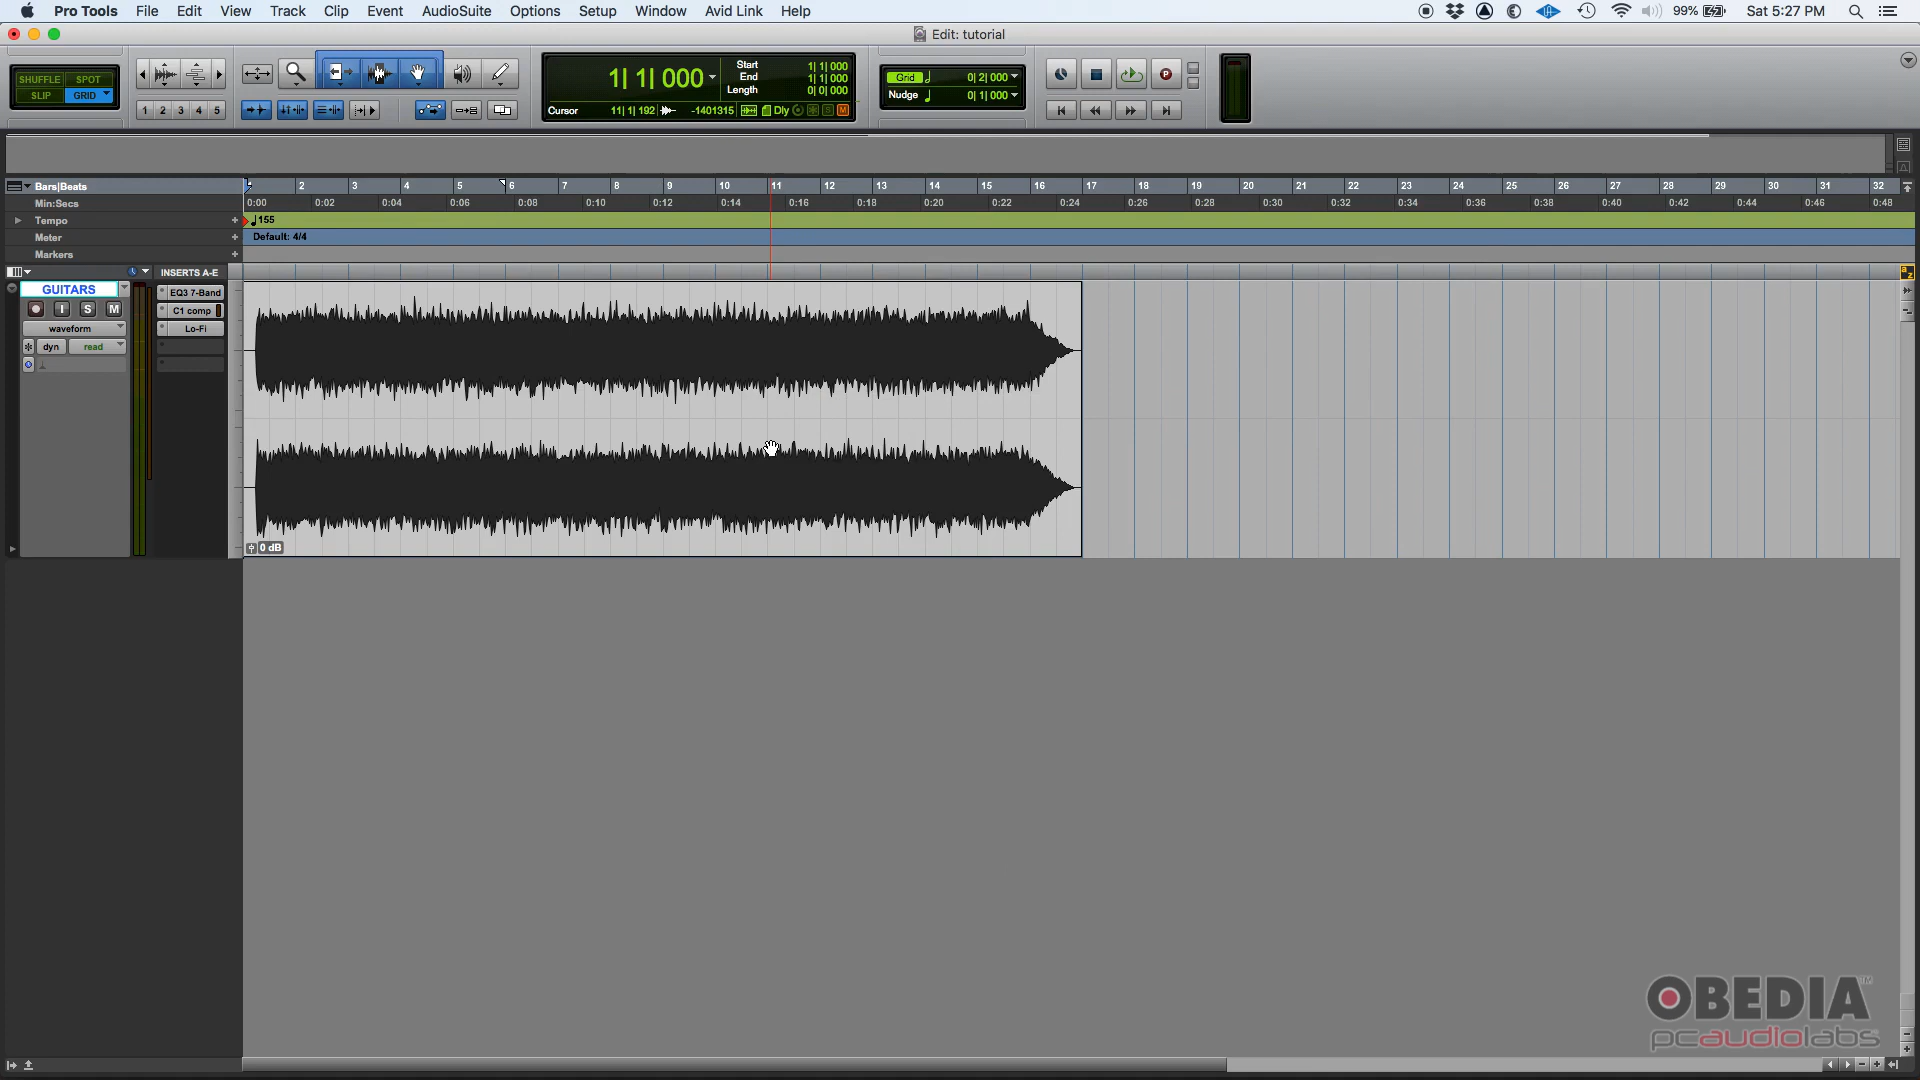 Pro Tools File Edit View Track Clip Event AudioSuite Options Setup Window Avid Link Help 99% Sat 5:27 PM
Edit: tutorial
SHUFFLE SPOT
SLIP GRID
1 2 3 4 5
1| 1| 000
Start 1| 1| 000
End 1| 1| 000
Length 0| 0| 000
Cursor 11| 1| 192 -1401315 Dly S M
Grid 0| 2| 000
Nudge 0| 1| 000
Bars|Beats 2 3 4 5 6 7 8 9 10 11 12 13 14 15 16 17 18 19 20 21 22 23 24 25 26 27 28 29 30 31 32
Min:Secs 0:00 0:02 0:04 0:06 0:08 0:10 0:12 0:14 0:16 0:18 0:20 0:22 0:24 0:26 0:28 0:30 0:32 0:34 0:36 0:38 0:40 0:42 0:44 0:46 0:48
Tempo + 155
Meter + Default: 4/4
Markers +
INSERTS A-E
GUITARS EQ3 7-Band
I S M C1 comp
waveform Lo-Fi
dyn read
0 dB
OBEDIA™
pcaudiolabs